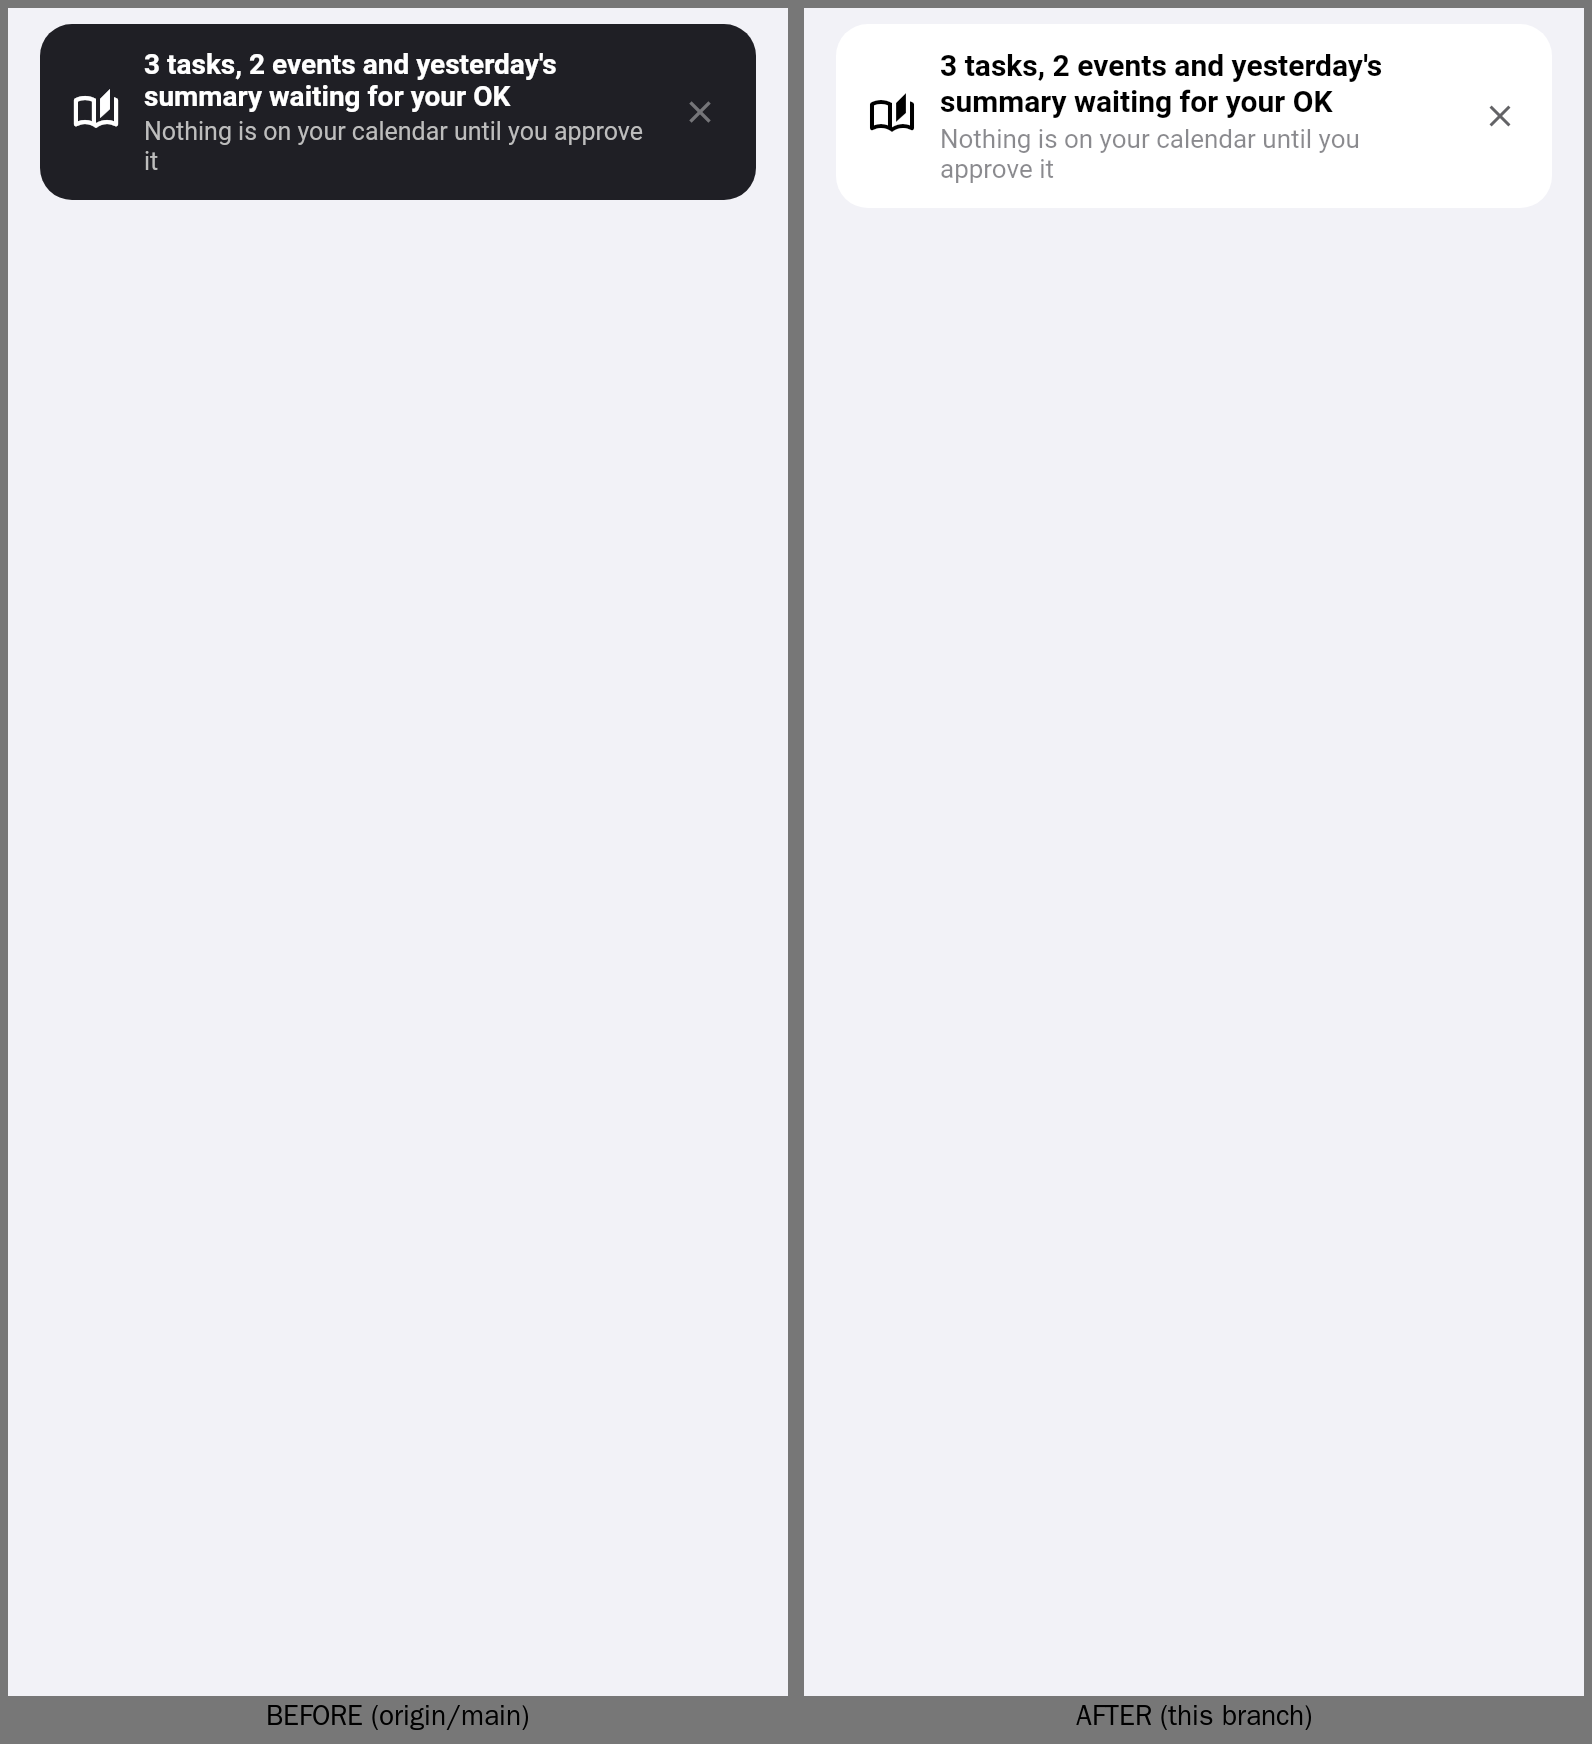 3 tasks, 2 events and yesterday's
summary waiting for your OK
Nothing is on your calendar until you approve
it
BEFORE (origin/main)
3 tasks, 2 events and yesterday's
summary waiting for your OK
Nothing is on your calendar until you
approve it
AFTER (this branch)